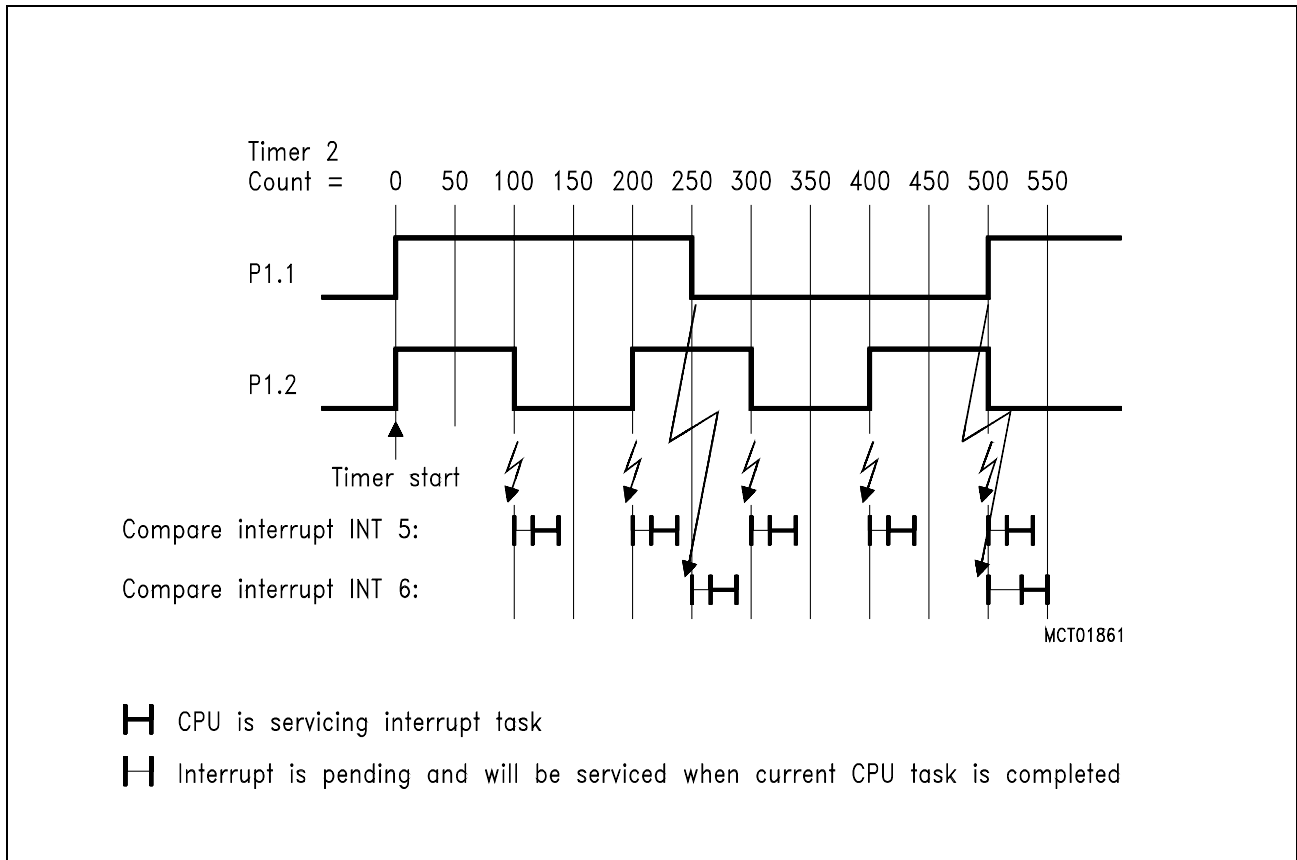 Timer 2
Count = 0 50 100 150 200 250 300 350 400 450 500 550
P1.1
P1.2
Timer start
Compare interrupt INT 5:
Compare interrupt INT 6:
MCT01861
CPU is servicing interrupt task
Interrupt is pending and will be serviced when current CPU task is completed